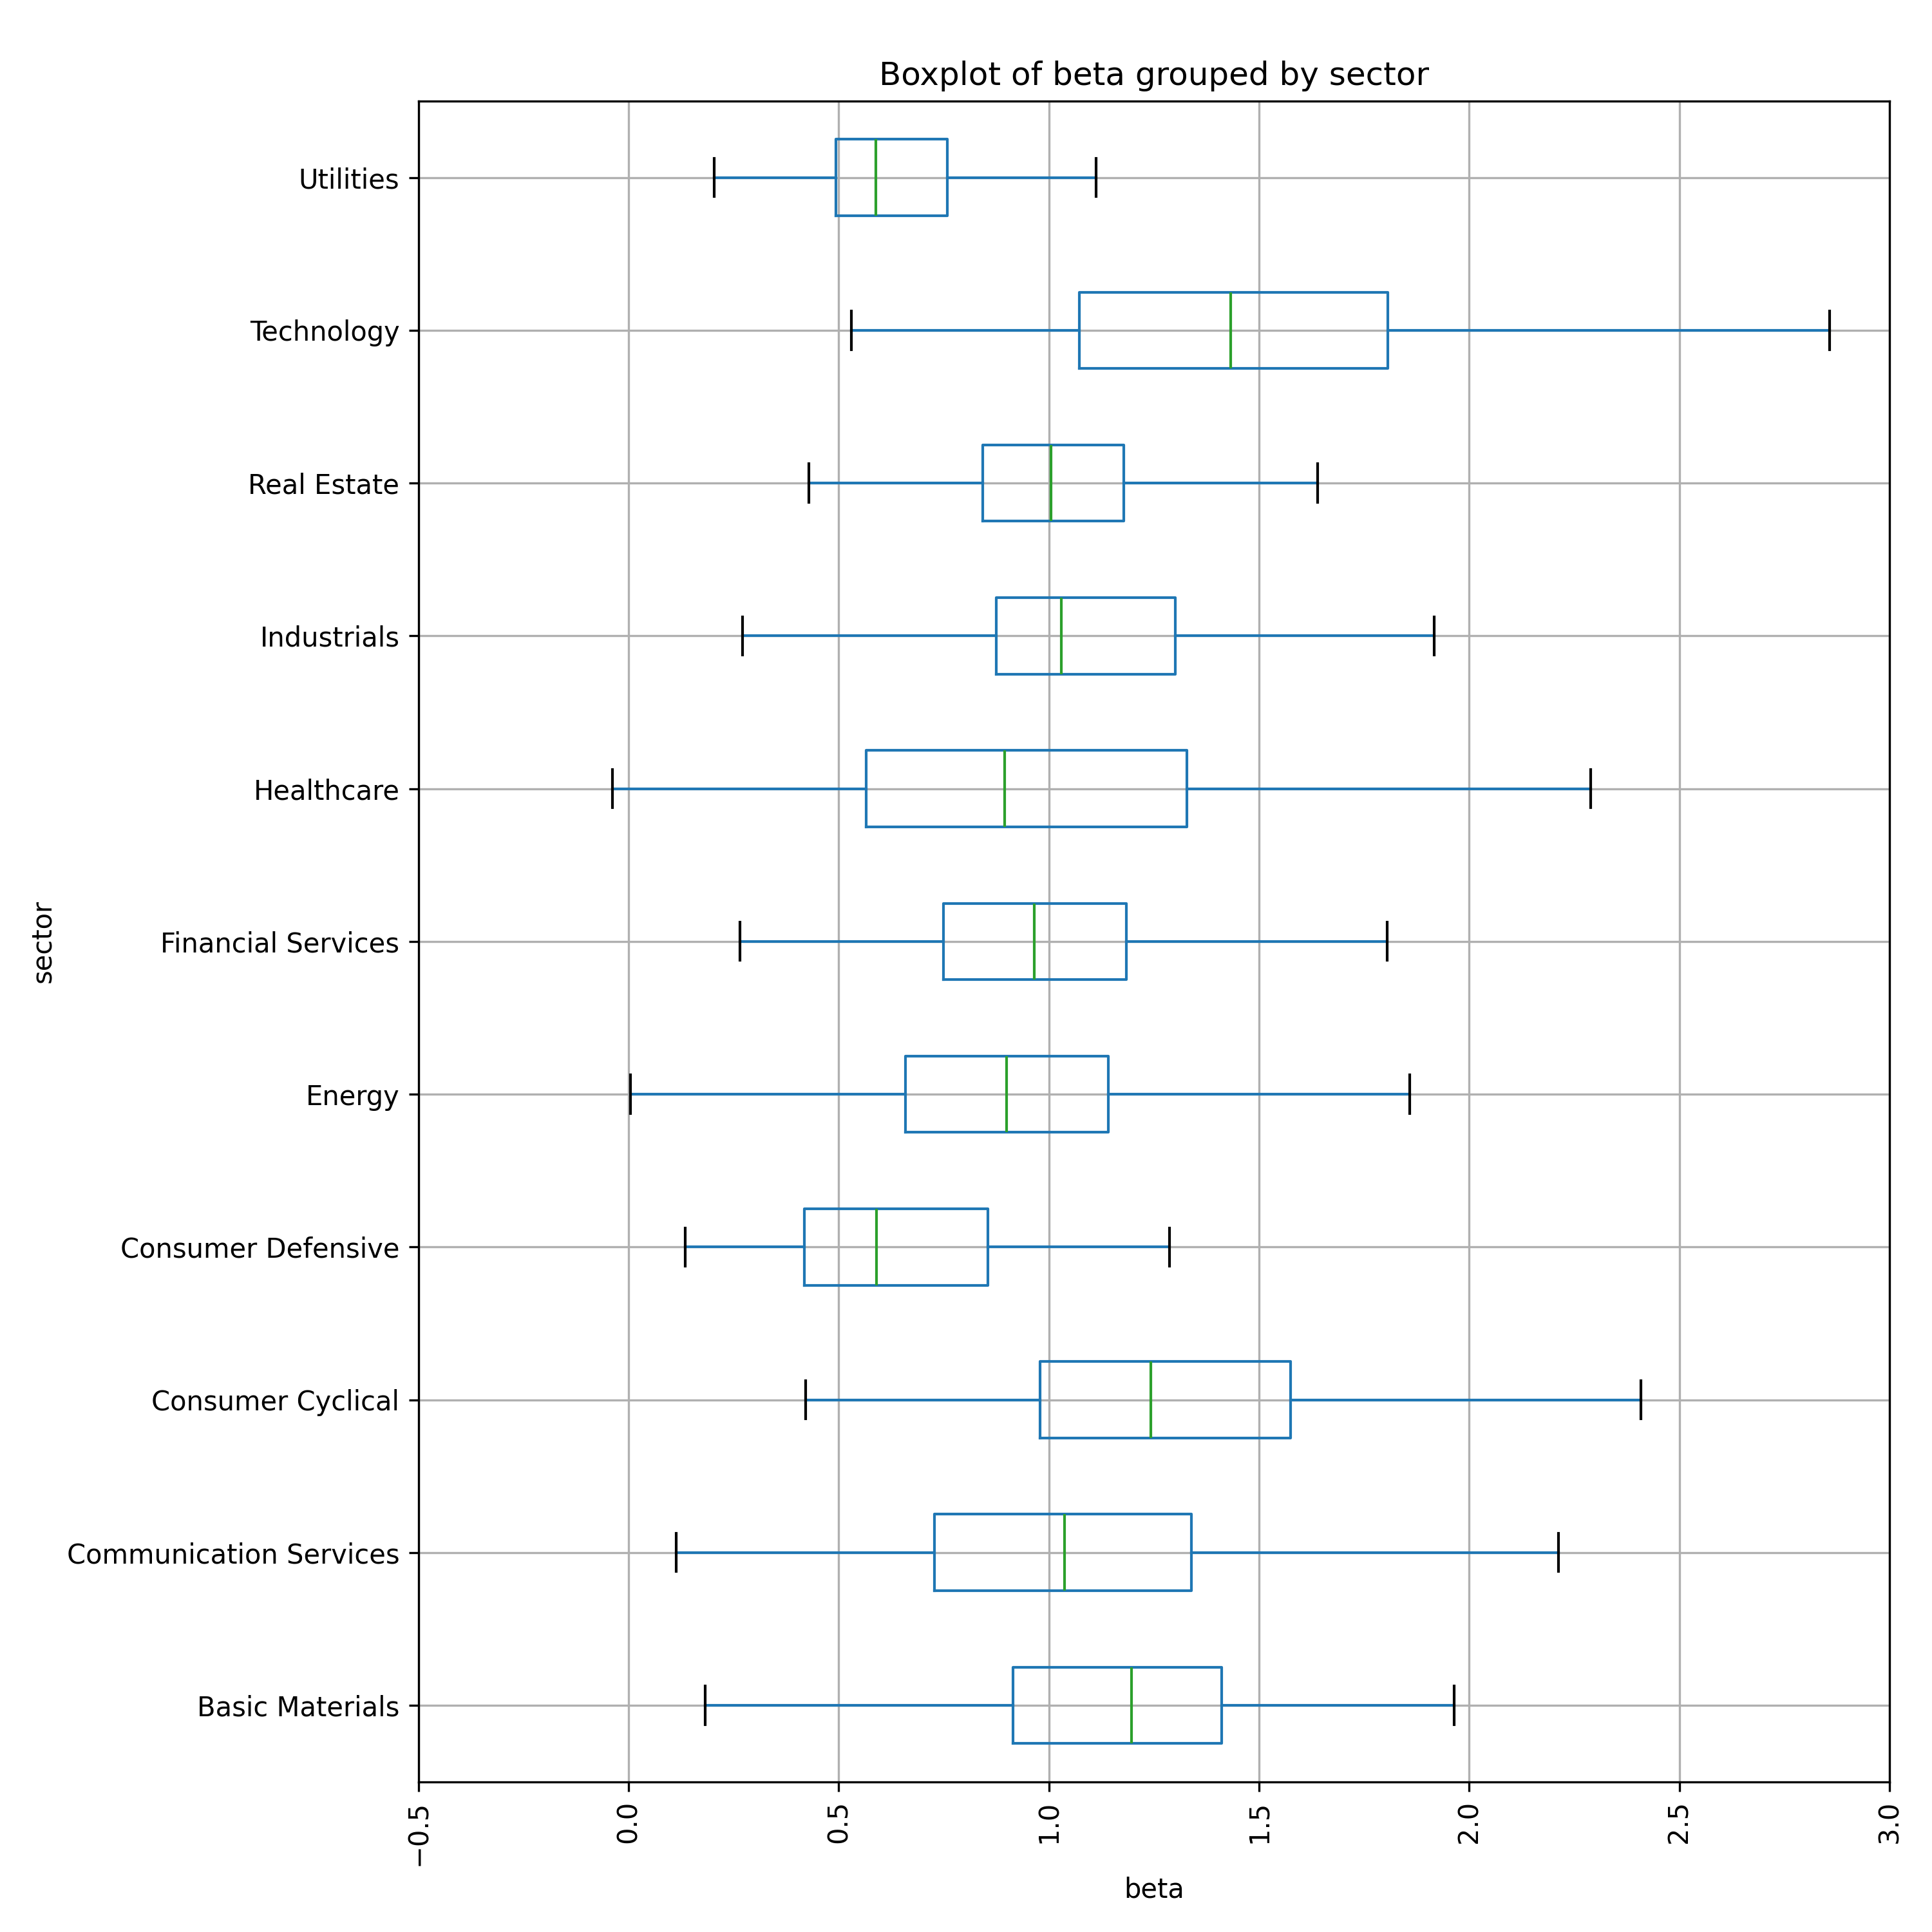 Boxplot of beta grouped by sector
Utilities
Technology
Real Estate
Industrials
Healthcare
Financial Services
Energy
Consumer Defensive
Consumer Cyclical
Communication Services
Basic Materials
sector
−0.5
0.0
0.5
1.0
1.5
2.0
2.5
3.0
beta